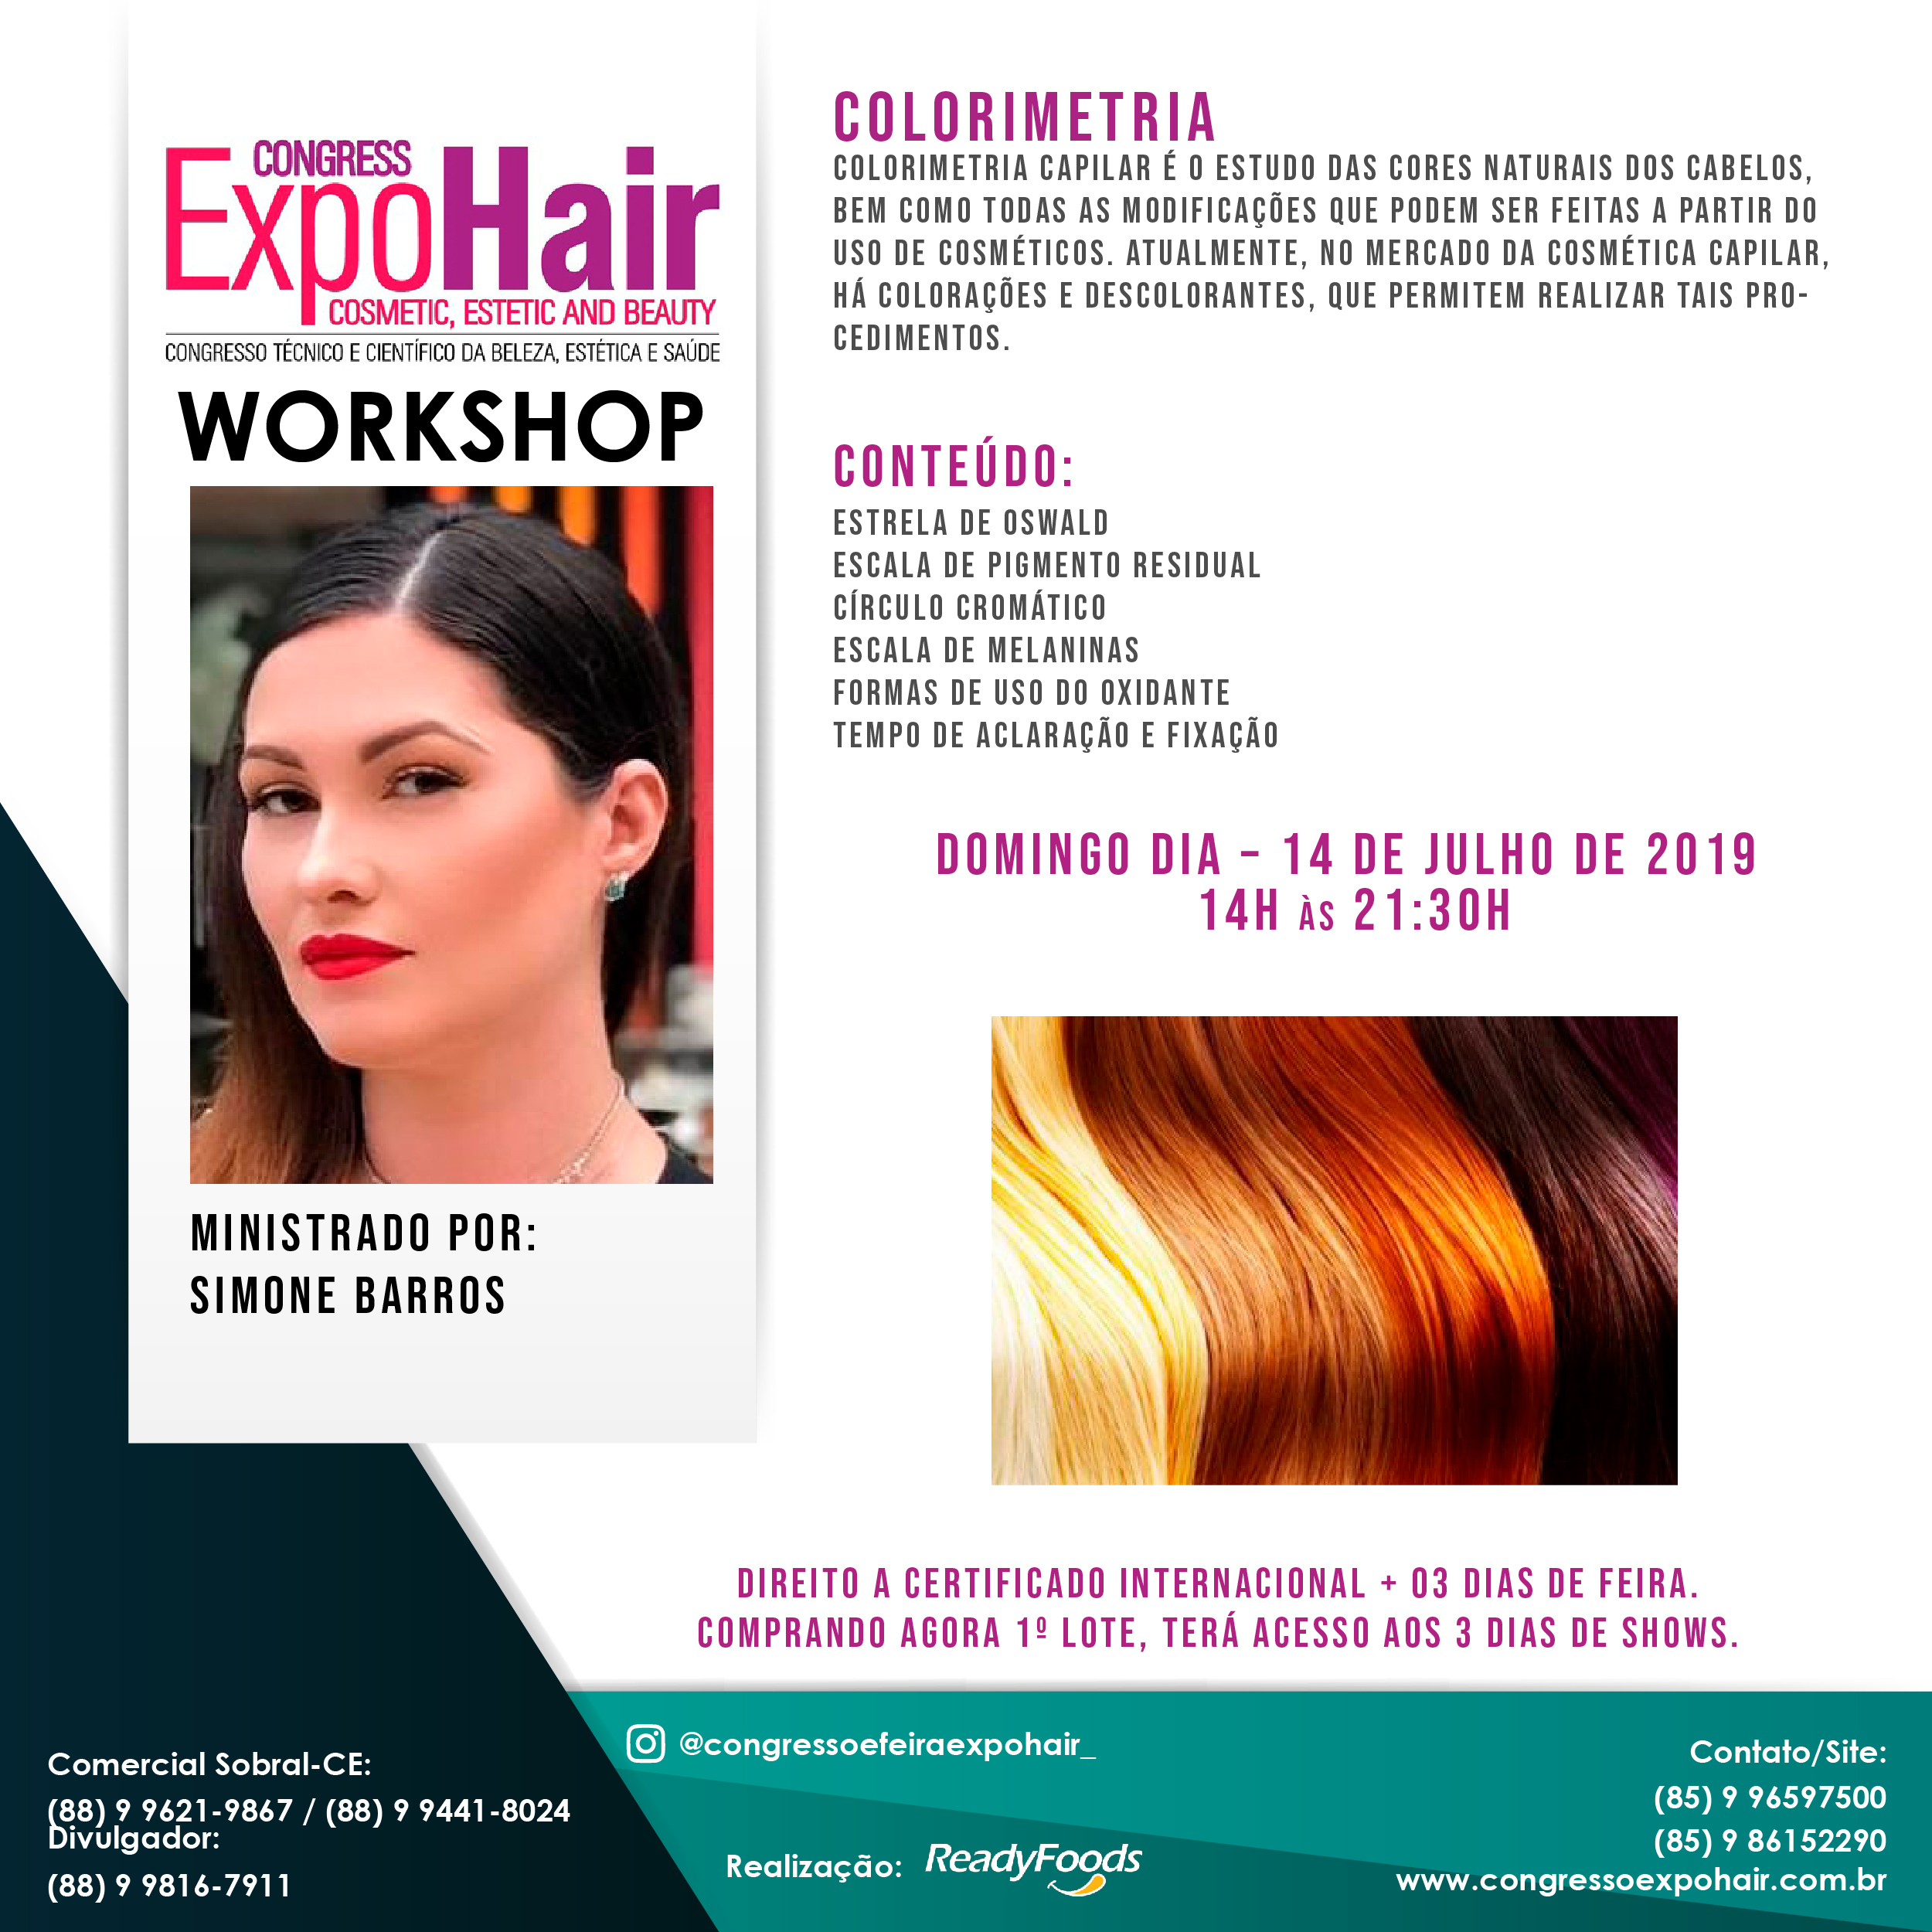 CONGRESS
ExpoHair
COSMETIC, ESTETIC AND BEAUTY
CONGRESSO TÉCNICO E CIENTÍFICO DA BELEZA, ESTÉTICA E SAÚDE
WORKSHOP
MINISTRADO POR:
SIMONE BARROS
COLORIMETRIA
COLORIMETRIA CAPILAR É O ESTUDO DAS CORES NATURAIS DOS CABELOS,
BEM COMO TODAS AS MODIFICAÇÕES QUE PODEM SER FEITAS A PARTIR DO
USO DE COSMÉTICOS. ATUALMENTE, NO MERCADO DA COSMÉTICA CAPILAR,
HÁ COLORAÇÕES E DESCOLORANTES, QUE PERMITEM REALIZAR TAIS PRO-
CEDIMENTOS.
CONTEÚDO:
ESTRELA DE OSWALD
ESCALA DE PIGMENTO RESIDUAL
CÍRCULO CROMÁTICO
ESCALA DE MELANINAS
FORMAS DE USO DO OXIDANTE
TEMPO DE ACLARAÇÃO E FIXAÇÃO
DOMINGO DIA – 14 DE JULHO DE 2019
14H ÀS 21:30H
DIREITO A CERTIFICADO INTERNACIONAL + 03 DIAS DE FEIRA.
COMPRANDO AGORA 1º LOTE, TERÁ ACESSO AOS 3 DIAS DE SHOWS.
Comercial Sobral-CE:
(88) 9 9621-9867 / (88) 9 9441-8024
Divulgador:
(88) 9 9816-7911
@congressoefeiraexpohair_
Realização: ReadyFoods
Contato/Site:
(85) 9 96597500
(85) 9 86152290
www.congressoexpohair.com.br